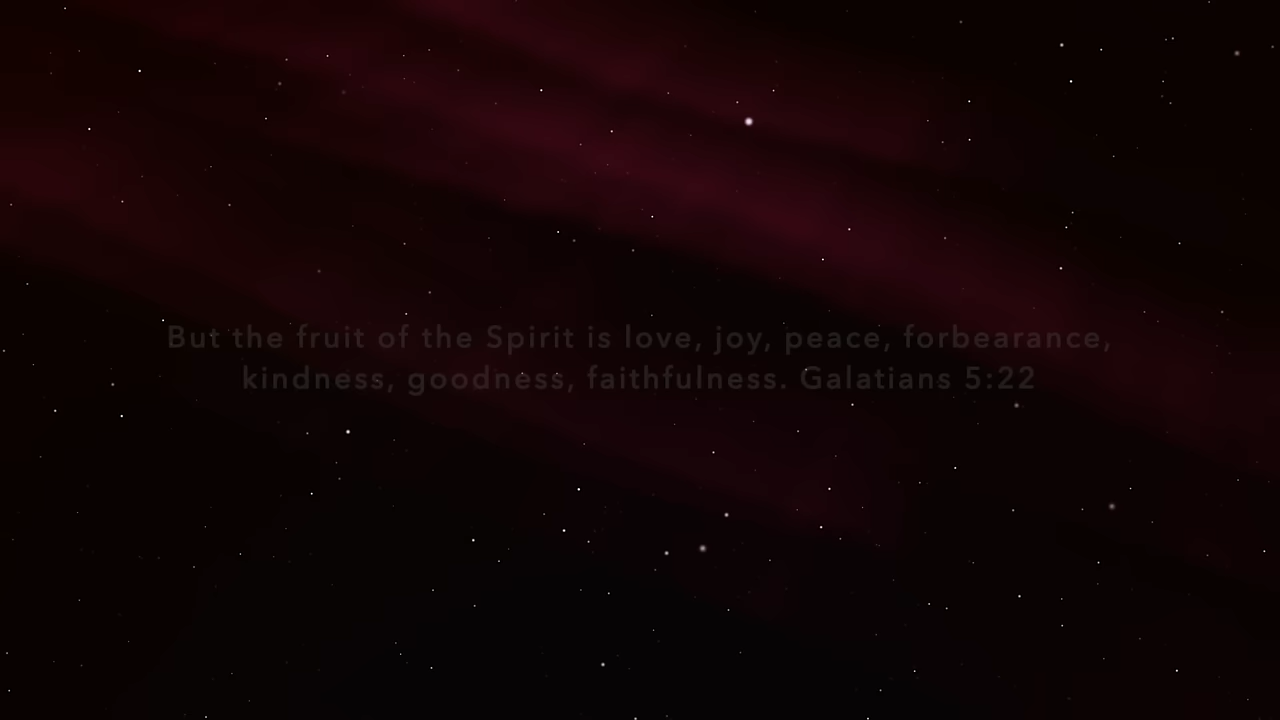 But the fruit of the Spirit is love, joy, peace, forbearance,
kindness, goodness, faithfulness. Galatians 5:22